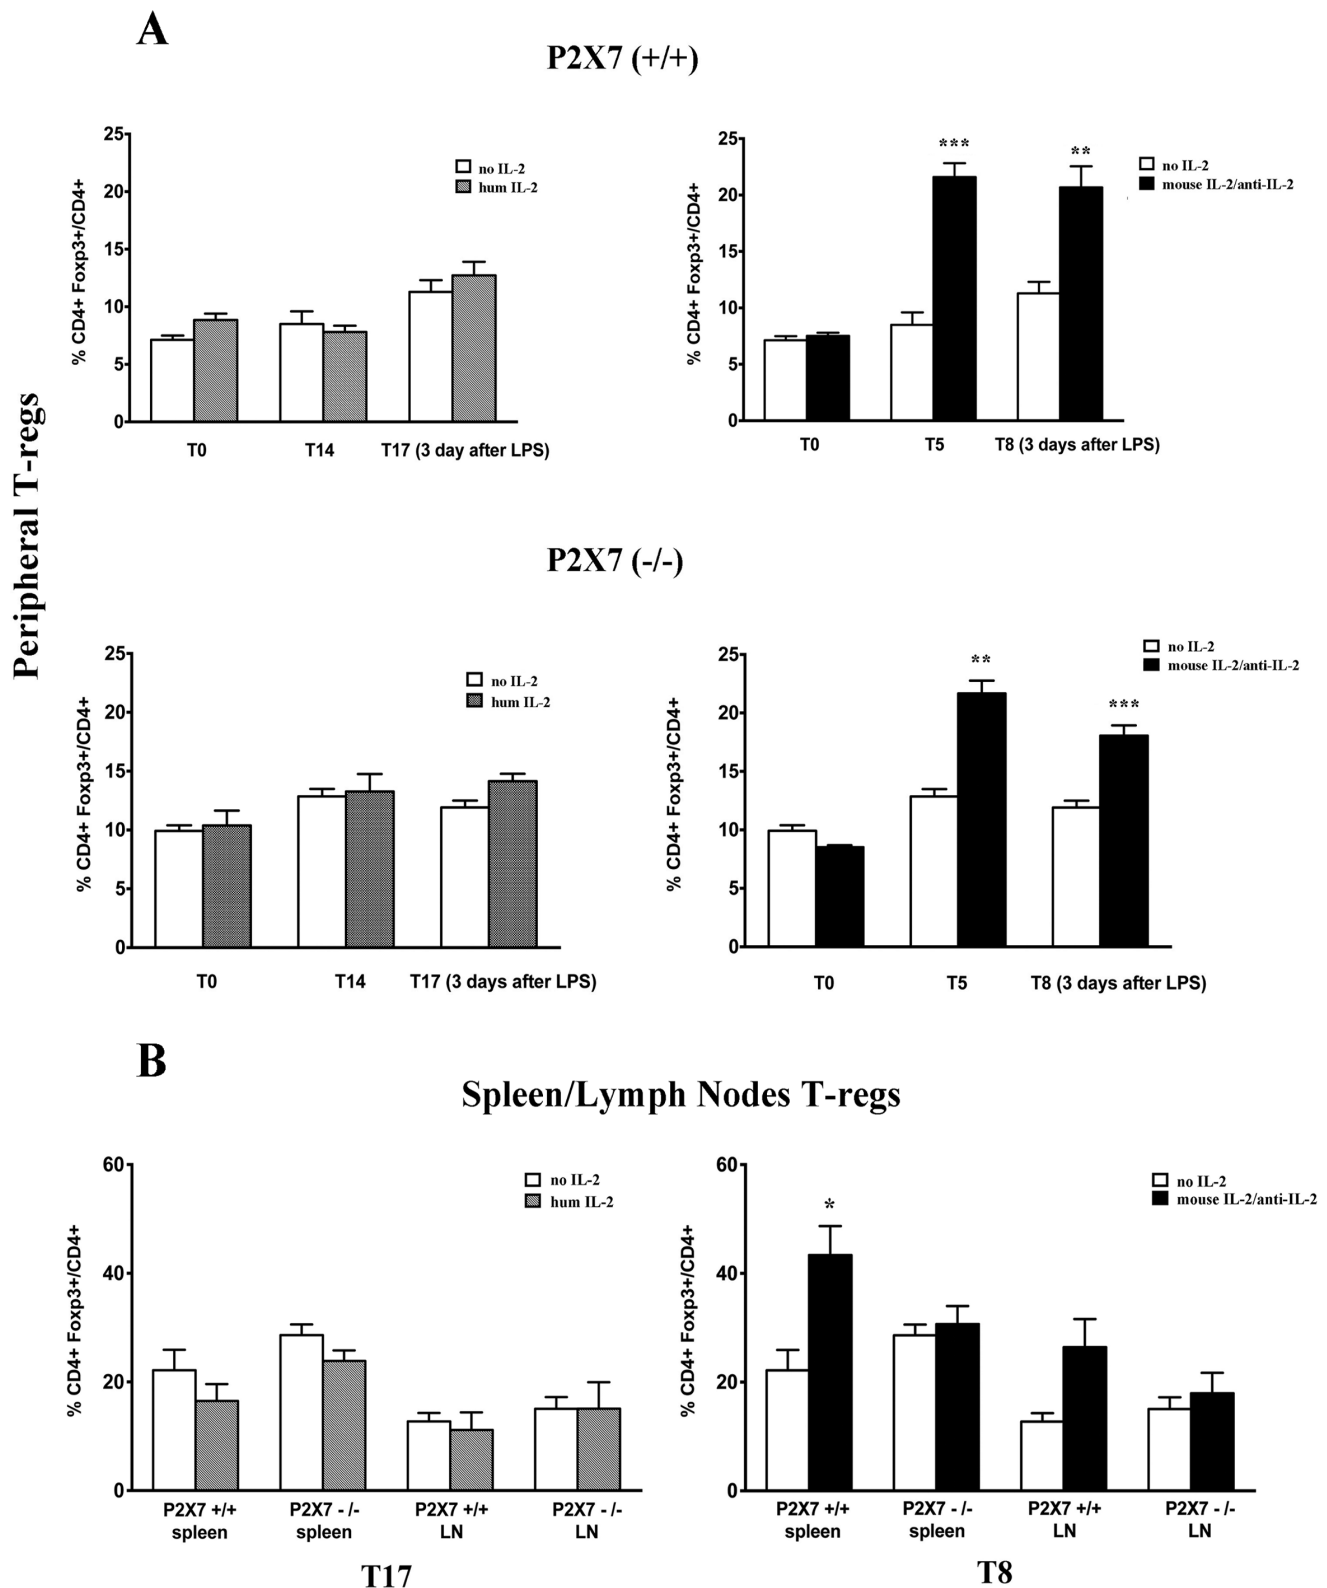 A
P2X7 (+/+)
Peripheral T-regs
% CD4+ Foxp3+/CD4+
25
20
15
10
5
0
no IL-2
hum IL-2
T0
T14
T17 (3 day after LPS)
% CD4+ Foxp3+/CD4+
25
20
15
10
5
0
***
**
no IL-2
mouse IL-2/anti-IL-2
T0
T5
T8 (3 days after LPS)
P2X7 (-/-)
% CD4+ Foxp3+/CD4+
25
20
15
10
5
0
no IL-2
hum IL-2
T0
T14
T17 (3 days after LPS)
% CD4+ Foxp3+/CD4+
25
20
15
10
5
0
**
***
no IL-2
mouse IL-2/anti-IL-2
T0
T5
T8 (3 days after LPS)
B
Spleen/Lymph Nodes T-regs
% CD4+ Foxp3+/CD4+
60
40
20
0
no IL-2
hum IL-2
P2X7 +/+
spleen
P2X7 - /-
spleen
P2X7 +/+
LN
P2X7 - /-
LN
T17
% CD4+ Foxp3+/CD4+
60
40
20
0
*
no IL-2
mouse IL-2/anti-IL-2
P2X7 +/+
spleen
P2X7 - /-
spleen
P2X7 +/+
LN
P2X7 - /-
LN
T8